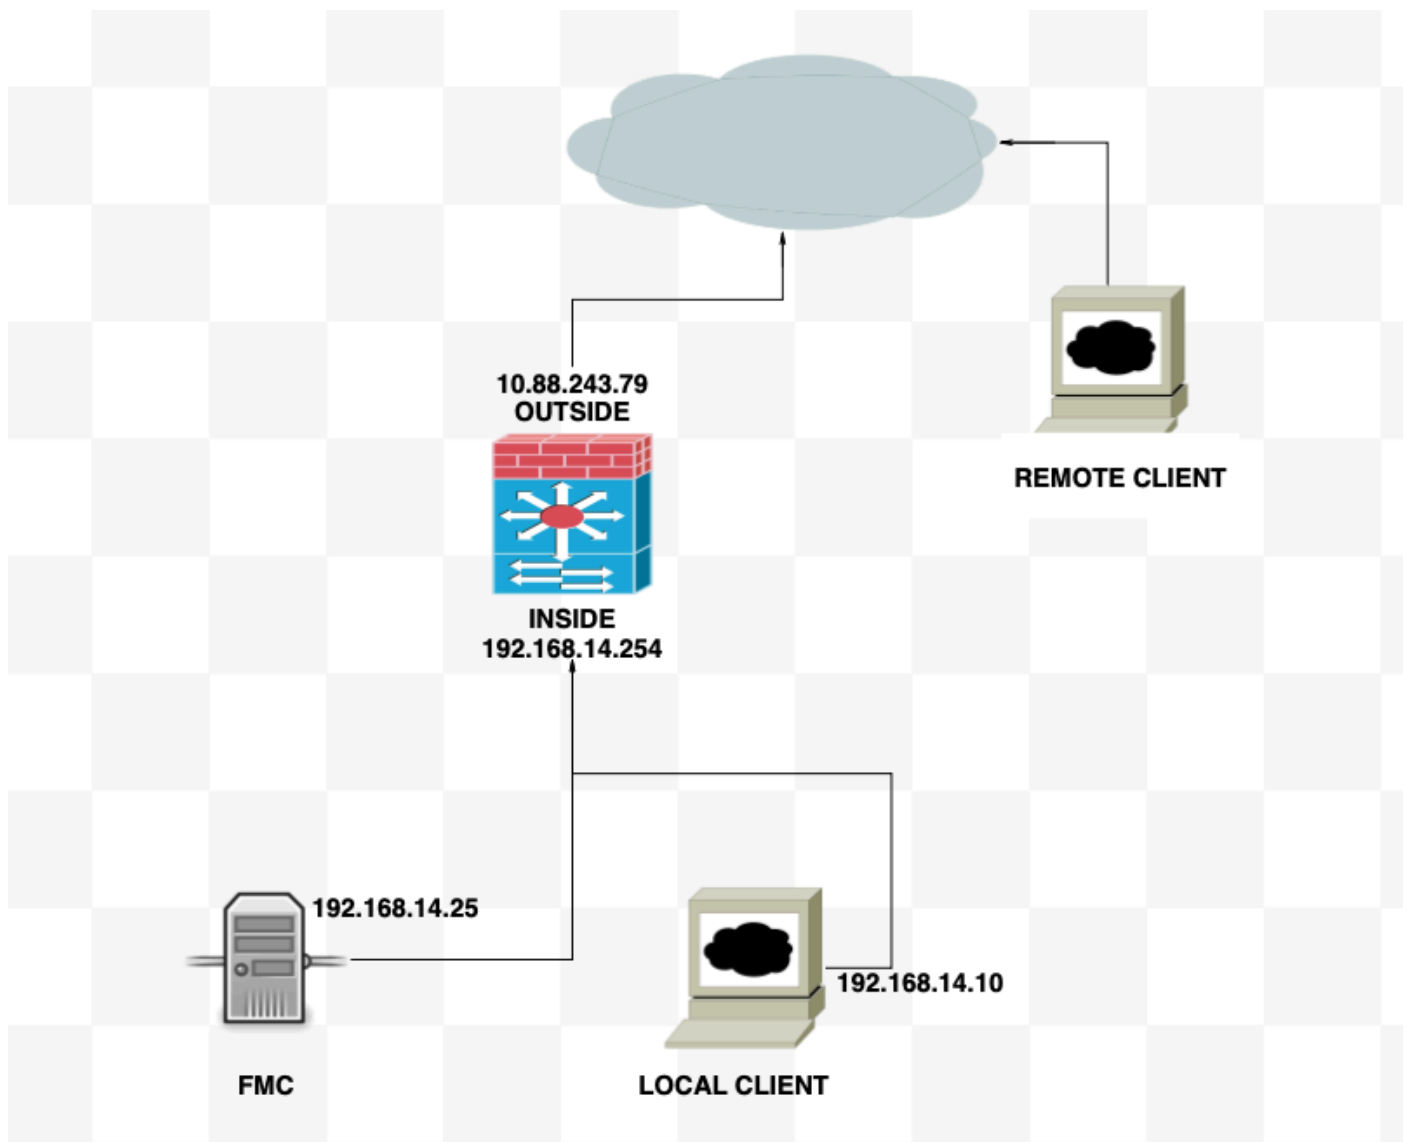 10.88.243.79
OUTSIDE
REMOTE CLIENT
INSIDE
192.168.14.254
192.168.14.25
192.168.14.10
FMC
LOCAL CLIENT